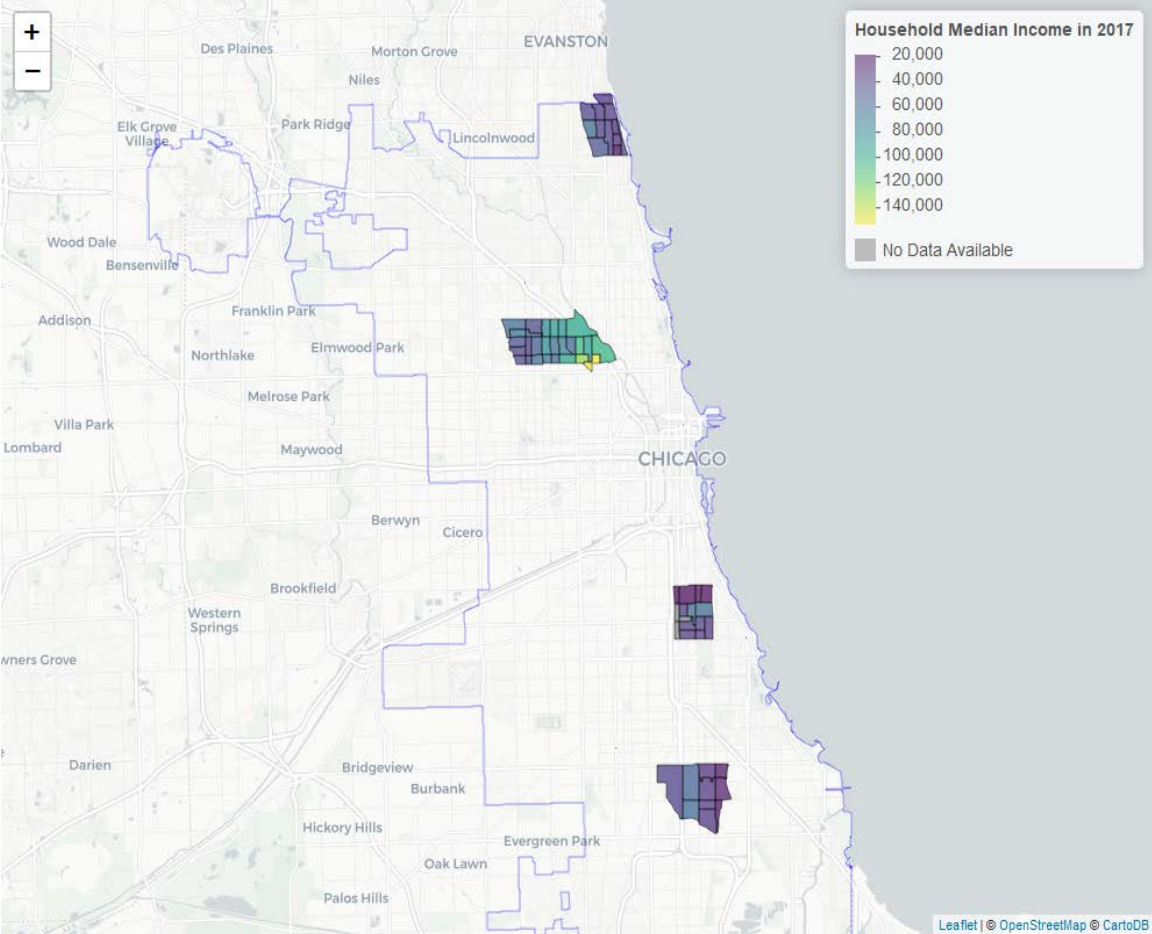 +
−
Household Median Income in 2017
20,000
40,000
60,000
80,000
100,000
120,000
140,000
No Data Available
EVANSTON
Des Plaines
Morton Grove
Niles
Elk Grove
Village
Park Ridge
Lincolnwood
Wood Dale
Bensenville
Franklin Park
Addison
Elmwood Park
Northlake
Melrose Park
Villa Park
Lombard
Maywood
CHICAGO
Berwyn
Cicero
Brookfield
Western
Springs
wners Grove
Darien
Bridgeview
Burbank
Hickory Hills
Evergreen Park
Oak Lawn
Palos Hills
Leaflet | © OpenStreetMap © CartoDB